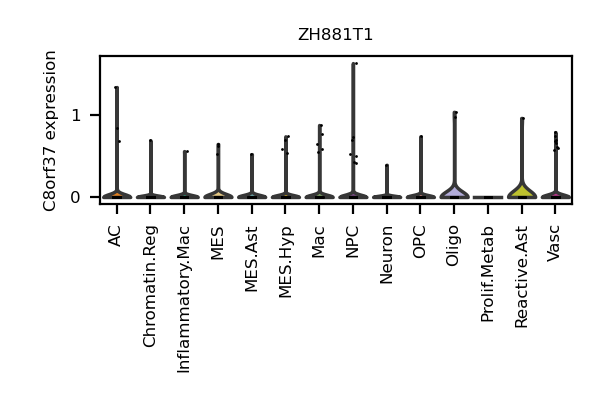 ZH881T1
C8orf37 expression
1
0
AC
Chromatin.Reg
Inflammatory.Mac
MES
MES.Ast
MES.Hyp
Mac
NPC
Neuron
OPC
Oligo
Prolif.Metab
Reactive.Ast
Vasc